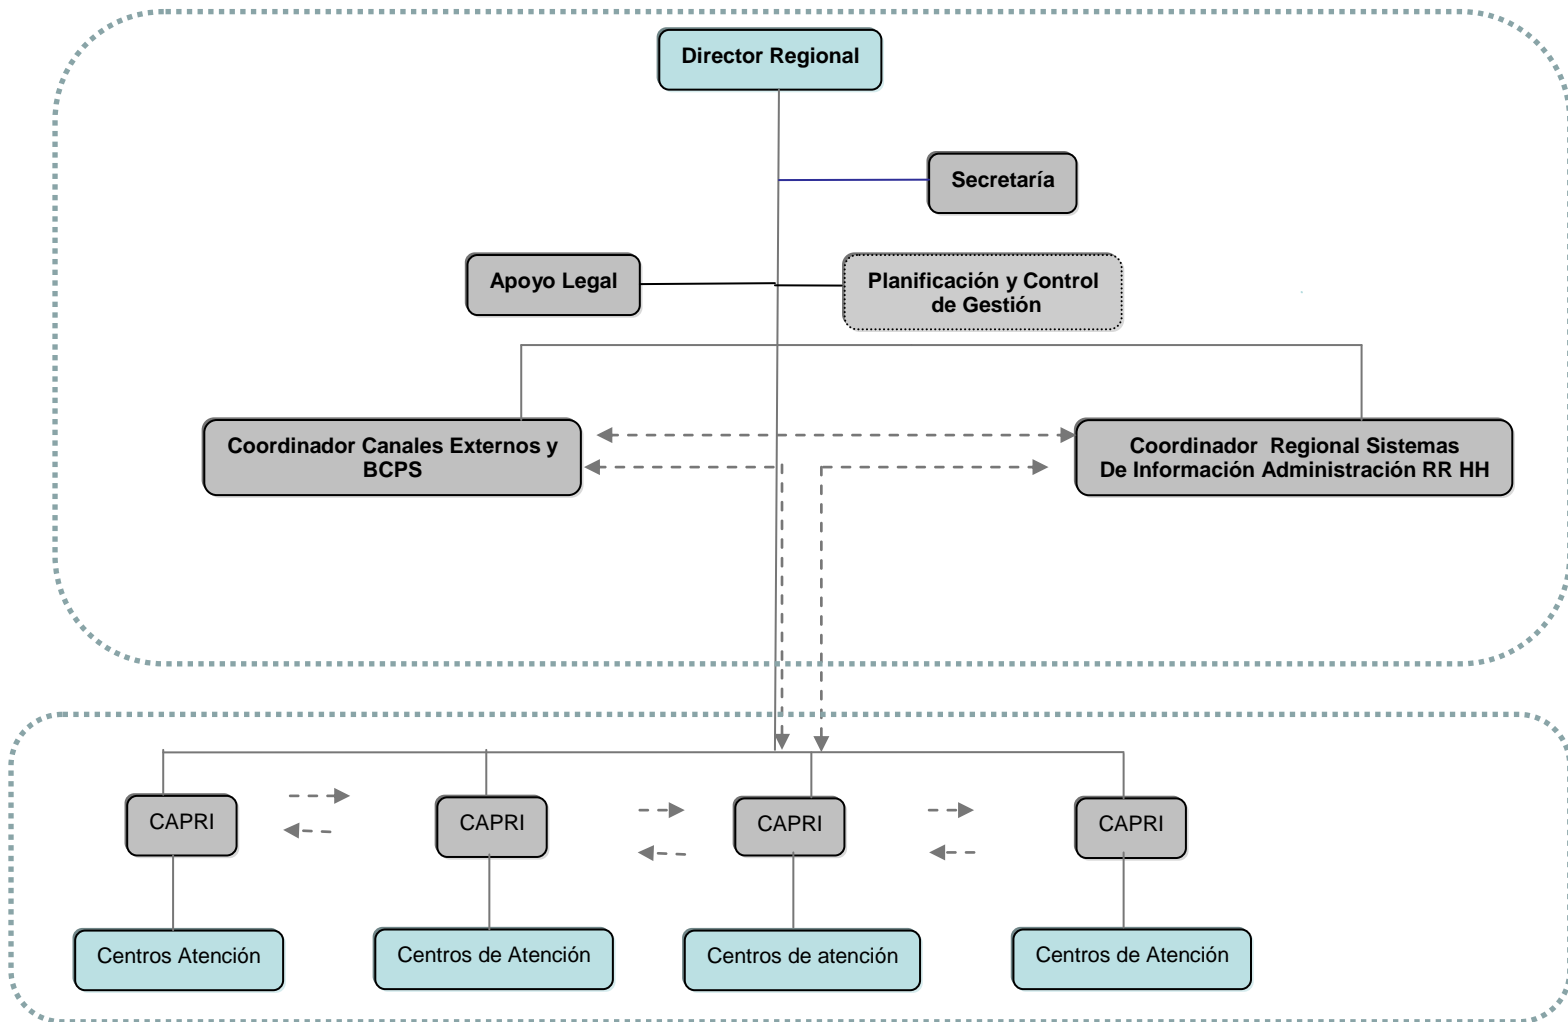 Director Regional
Secretaría
Apoyo Legal
Planificación y Control
de Gestión
Coordinador Canales Externos y
BCPS
Coordinador Regional Sistemas
De Información Administración RR HH
CAPRI
CAPRI
CAPRI
CAPRI
Centros Atención
Centros de Atención
Centros de atención
Centros de Atención